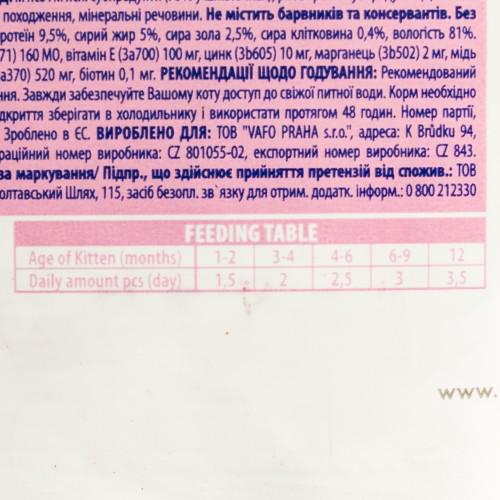 походження, мінеральні речовини. Не містить барвників та консервантів. Без
ротеїн 9,5%, сирий жир 5%, сира зола 2,5%, сира клітковина 0,4%, вологість 81%.
71) 160 МО, вітамін Е (3a700) 100 мг, цинк (3b605) 10 мг, марганець (3b502) 2 мг, мідь
a370) 520 мг, біотин 0,1 мг. РЕКОМЕНДАЦІЇ ЩОДО ГОДУВАННЯ: Рекомендований
ння. Завжди забезпечуйте Вашому коту доступ до свіжої питної води. Корм необхідно
дкриття зберігати в холодильнику і використати протягом 48 годин. Номер партії,
Зроблено в ЄС. ВИРОБЛЕНО ДЛЯ: ТОВ "VAFO PRAHA s.r.o.", адреса: K Brůdku 94,
раційний номер виробника: CZ 801055-02, експортний номер виробника: CZ 843.
за маркування/ Підпр., що здійснює прийняття претензій від спожив.: ТОВ
олтавський Шлях, 115, засіб безопл. зв`язку для отрим. додатк. інформ.: 0 800 212330
FEEDING TABLE
Age of Kitten (months) 1-2 3-4 4-6 6-9 12
Daily amount pcs (day) 1,5 2 2,5 3 3,5
www.